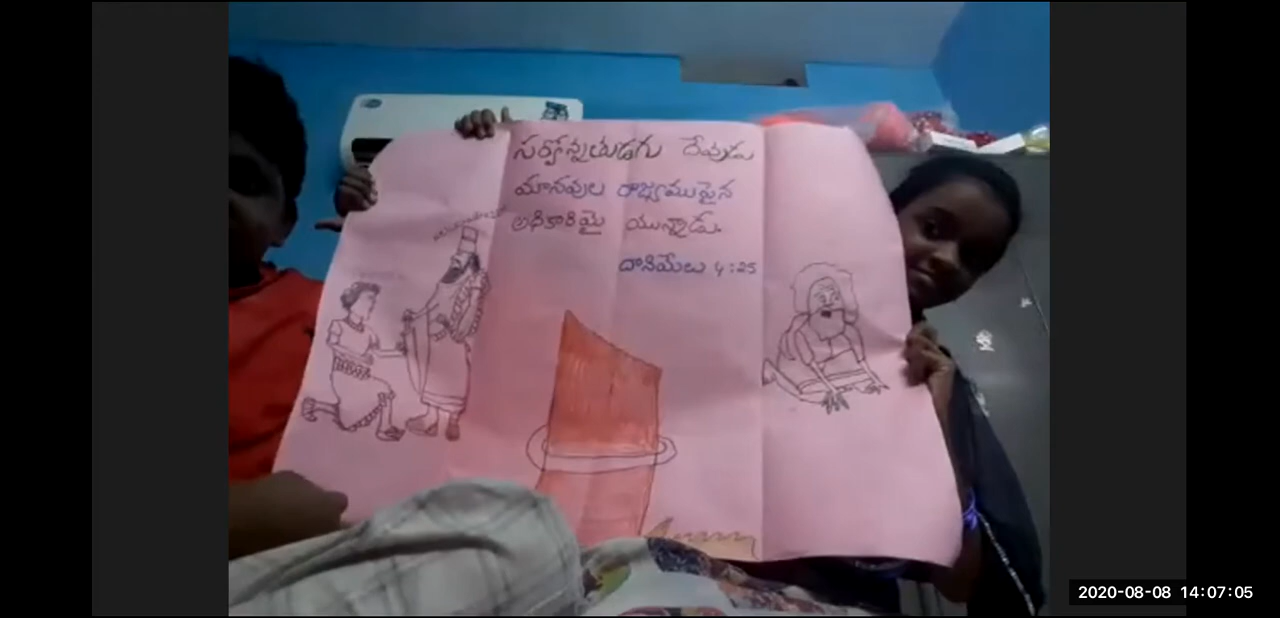 సర్వోన్నతుడగు దేవుడు
మానవుల రాజ్యముపైన
అధికారియై యున్నాడు.
దానియేలు 4:25
2020-08-08 14:07:05